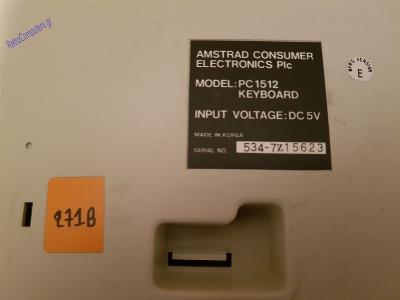 RetroComputers.gr
AMSTRAD CONSUMER
ELECTRONICS Plc
MODEL: PC1512
KEYBOARD
INPUT VOLTAGE: DC 5V
MADE IN KOREA
SERIAL NO. 534-7Z15623
E
271B